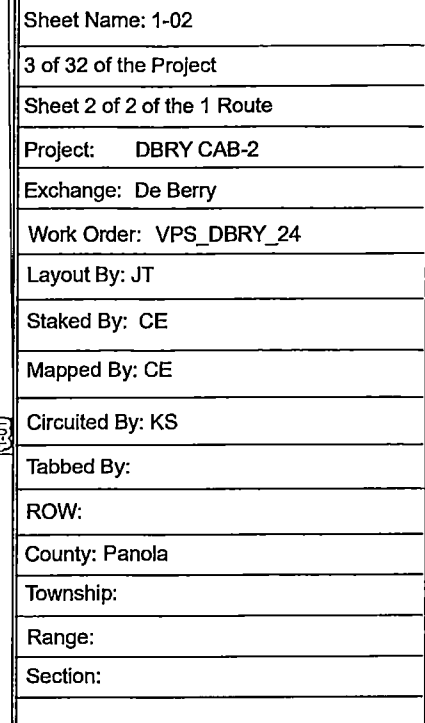 Sheet Name: 1-02
3 of 32 of the Project
Sheet 2 of 2 of the 1 Route
Project: DBRY CAB-2
Exchange: De Berry
Work Order: VPS_DBRY_24
Layout By: JT
Staked By: CE
Mapped By: CE
Circuited By: KS
Tabbed By:
ROW:
County: Panola
Township:
Range:
Section: